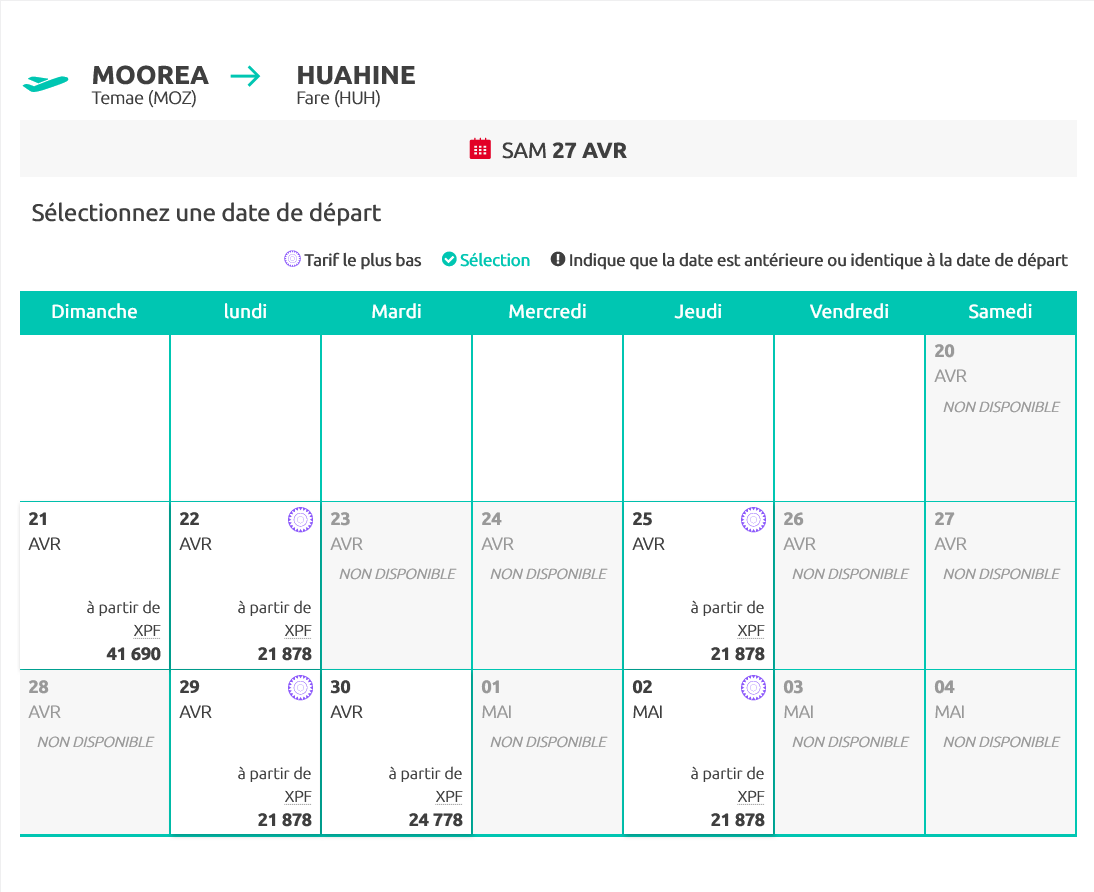 MOOREA
Temae (MOZ)
HUAHINE
Fare (HUH)
SAM 27 AVR
Sélectionnez une date de départ
Tarif le plus bas Sélection Indique que la date est antérieure ou identique à la date de départ
Dimanche lundi Mardi Mercredi Jeudi Vendredi Samedi
20
AVR
NON DISPONIBLE
21
AVR
à partir de
XPF
41 690
22
AVR
à partir de
XPF
21 878
23
AVR
NON DISPONIBLE
24
AVR
NON DISPONIBLE
25
AVR
à partir de
XPF
21 878
26
AVR
NON DISPONIBLE
27
AVR
NON DISPONIBLE
28
AVR
NON DISPONIBLE
29
AVR
à partir de
XPF
21 878
30
AVR
à partir de
XPF
24 778
01
MAI
NON DISPONIBLE
02
MAI
à partir de
XPF
21 878
03
MAI
NON DISPONIBLE
04
MAI
NON DISPONIBLE